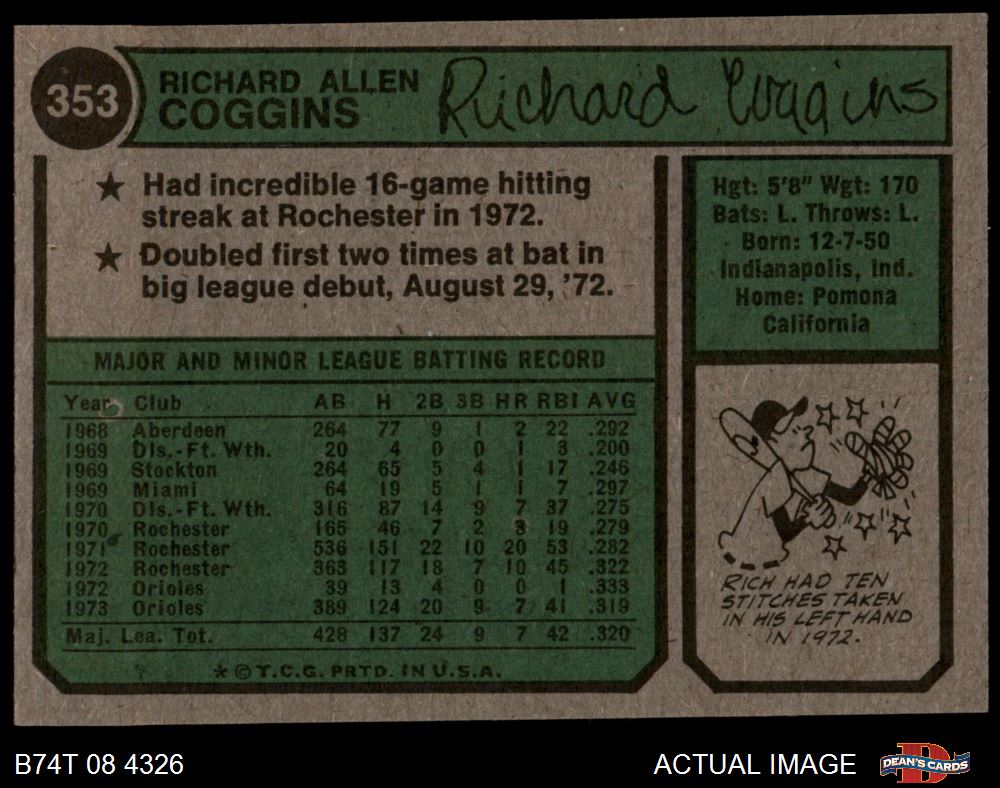 353
RICHARD ALLEN
COGGINS
Richard Coggins
★ Had incredible 16-game hitting
streak at Rochester in 1972.
★ Doubled first two times at bat in
big league debut, August 29, '72.
Hgt: 5'8" Wgt: 170
Bats: L. Throws: L.
Born: 12-7-50
Indianapolis, Ind.
Home: Pomona
California
MAJOR AND MINOR LEAGUE BATTING RECORD
Year Club AB H 2B 3B HR RBI AVG
1968 Aberdeen 264 77 9 1 2 22 .292
1969 Dis.-Ft. Wth. 20 4 0 0 1 3 .200
1969 Stockton 264 65 5 4 1 17 .246
1969 Miami 64 19 5 1 1 7 .297
1970 Dis.-Ft. Wth. 316 87 14 9 7 37 .275
1970 Rochester 165 46 7 2 3 19 .279
1971 Rochester 536 151 22 10 20 53 .282
1972 Rochester 363 117 18 7 10 45 .322
1972 Orioles 39 13 4 0 0 1 .333
1973 Orioles 389 124 20 9 7 41 .319
Maj. Lea. Tot. 428 137 24 9 7 42 .320
*©T.C.G. PRTD. IN U.S.A.
RICH HAD TEN
STITCHES TAKEN
IN HIS LEFT HAND
IN 1972.
B74T 08 4326
ACTUAL IMAGE
DEAN'S CARDS